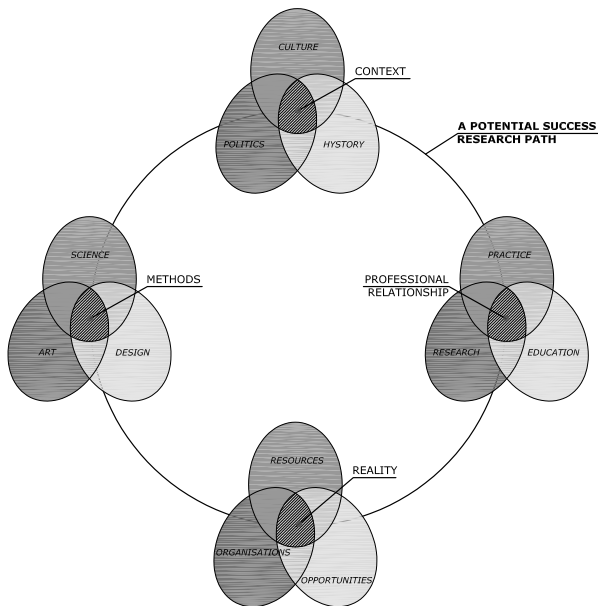 CULTURE
CONTEXT
POLITICS
HYSTORY
A POTENTIAL SUCCESS
RESEARCH PATH
SCIENCE
METHODS
ART
DESIGN
PRACTICE
PROFESSIONAL
RELATIONSHIP
RESEARCH
EDUCATION
RESOURCES
REALITY
ORGANISATIONS
OPPORTUNITIES